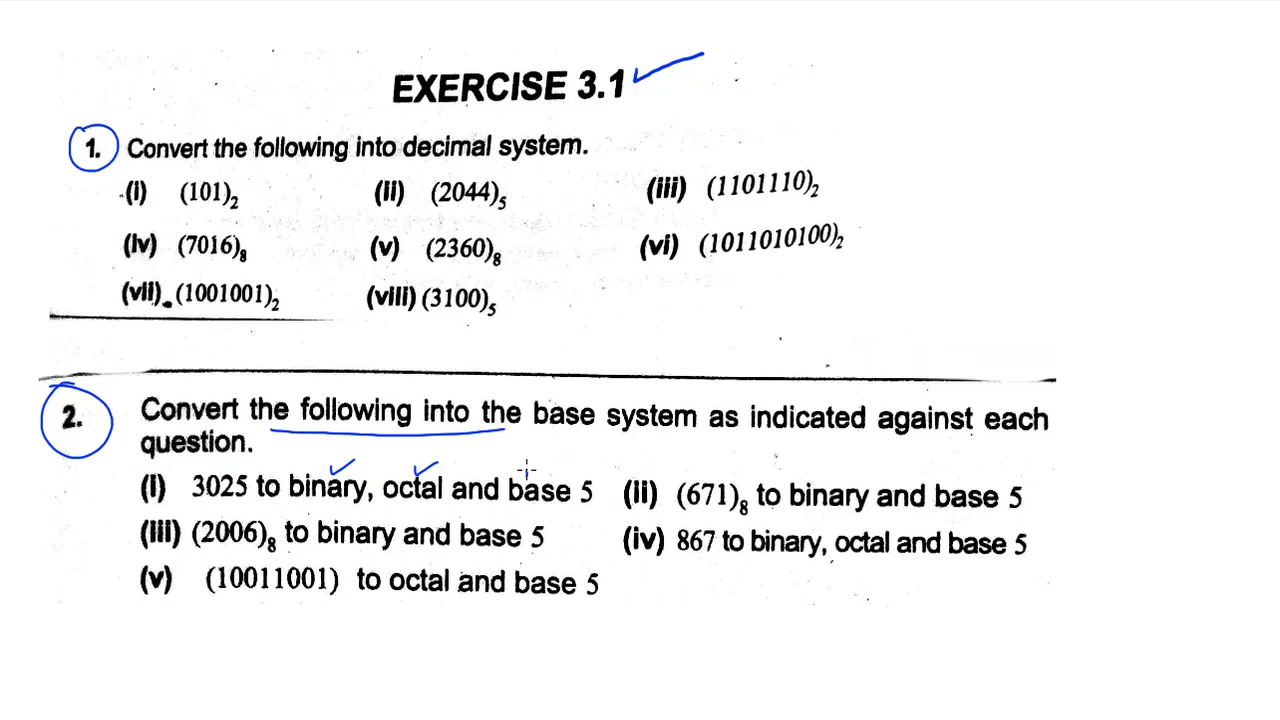 EXERCISE 3.1
1. Convert the following into decimal system.
(i) (101)₂ (ii) (2044)₅ (iii) (1101110)₂
(iv) (7016)₈ (v) (2360)₈ (vi) (1011010100)₂
(vii) (1001001)₂ (viii) (3100)₅
2. Convert the following into the base system as indicated against each
question.
(i) 3025 to binary, octal and base 5 (ii) (671)₈ to binary and base 5
(iii) (2006)₈ to binary and base 5 (iv) 867 to binary, octal and base 5
(v) (10011001) to octal and base 5